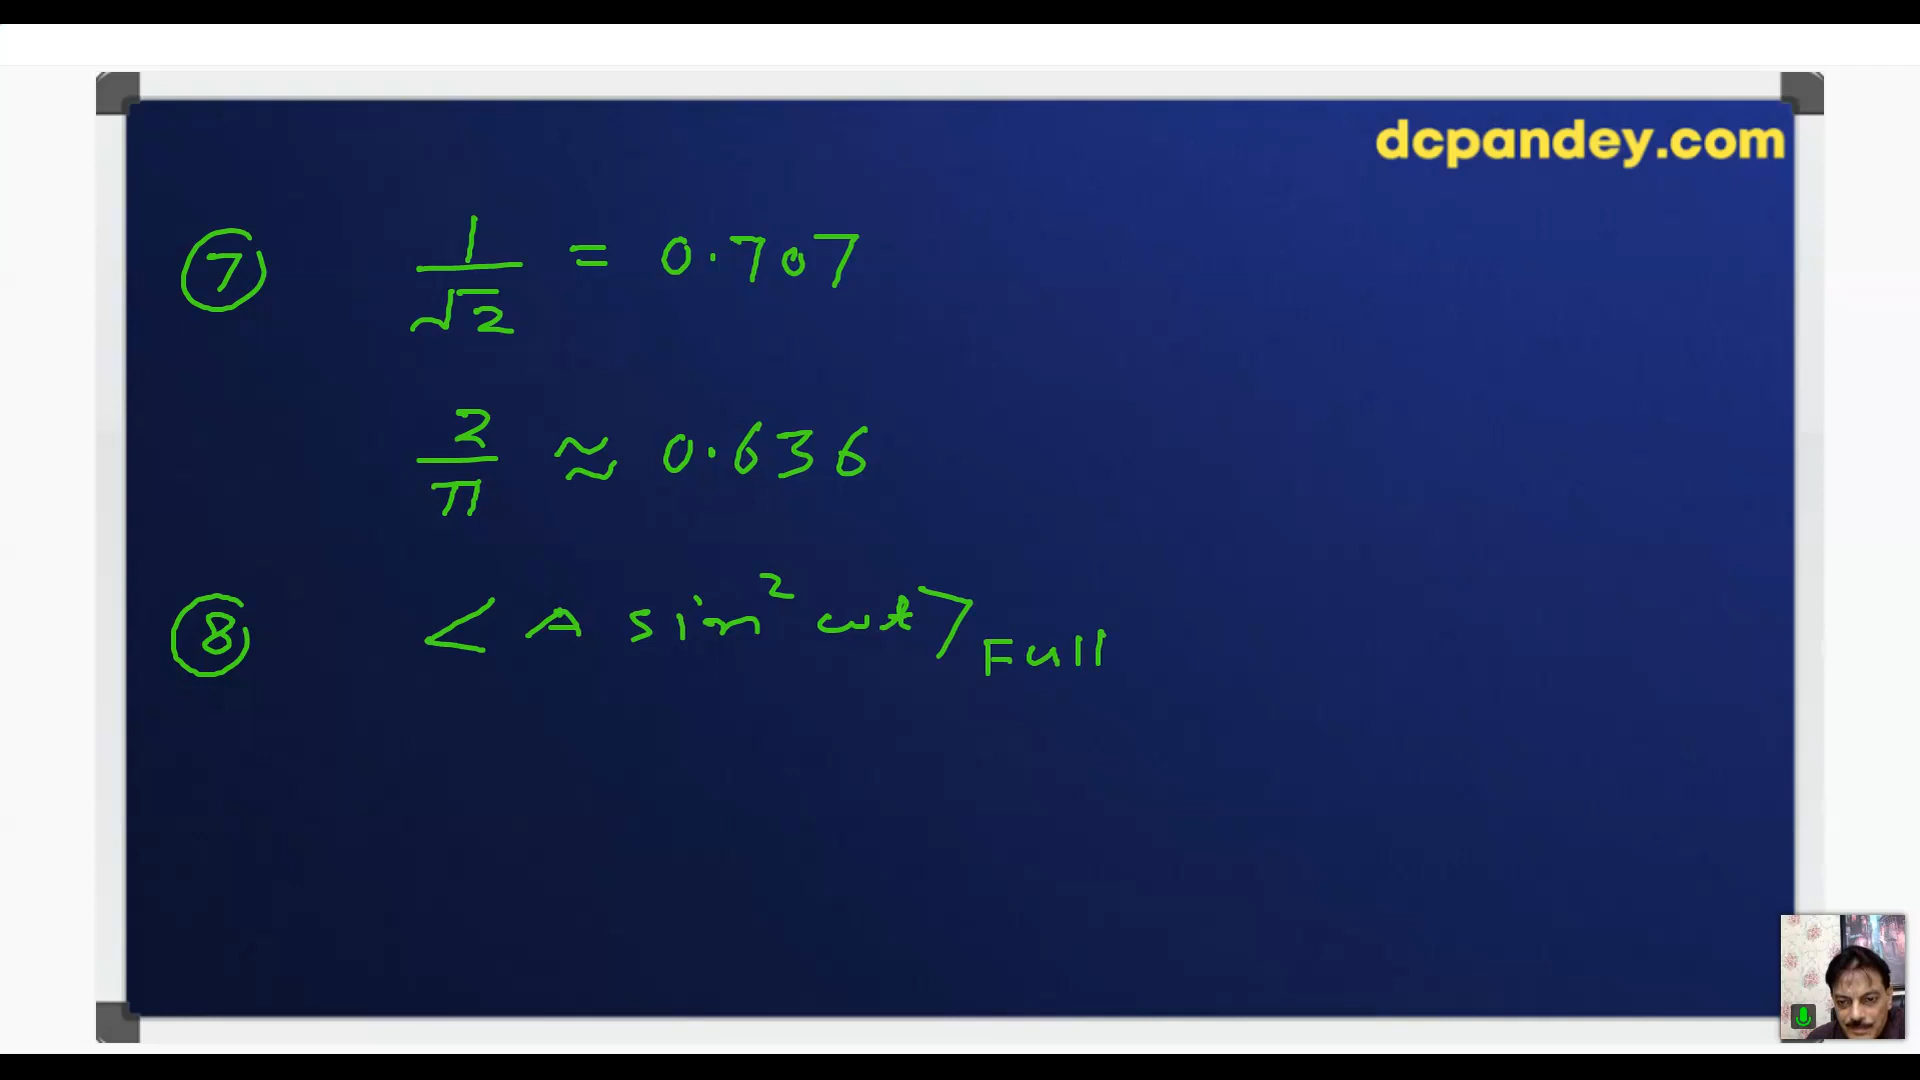 dcpandey.com
⑦ 1/√2 = 0.707
2/π ≈ 0.636
⑧ < A sin² ωt >Full